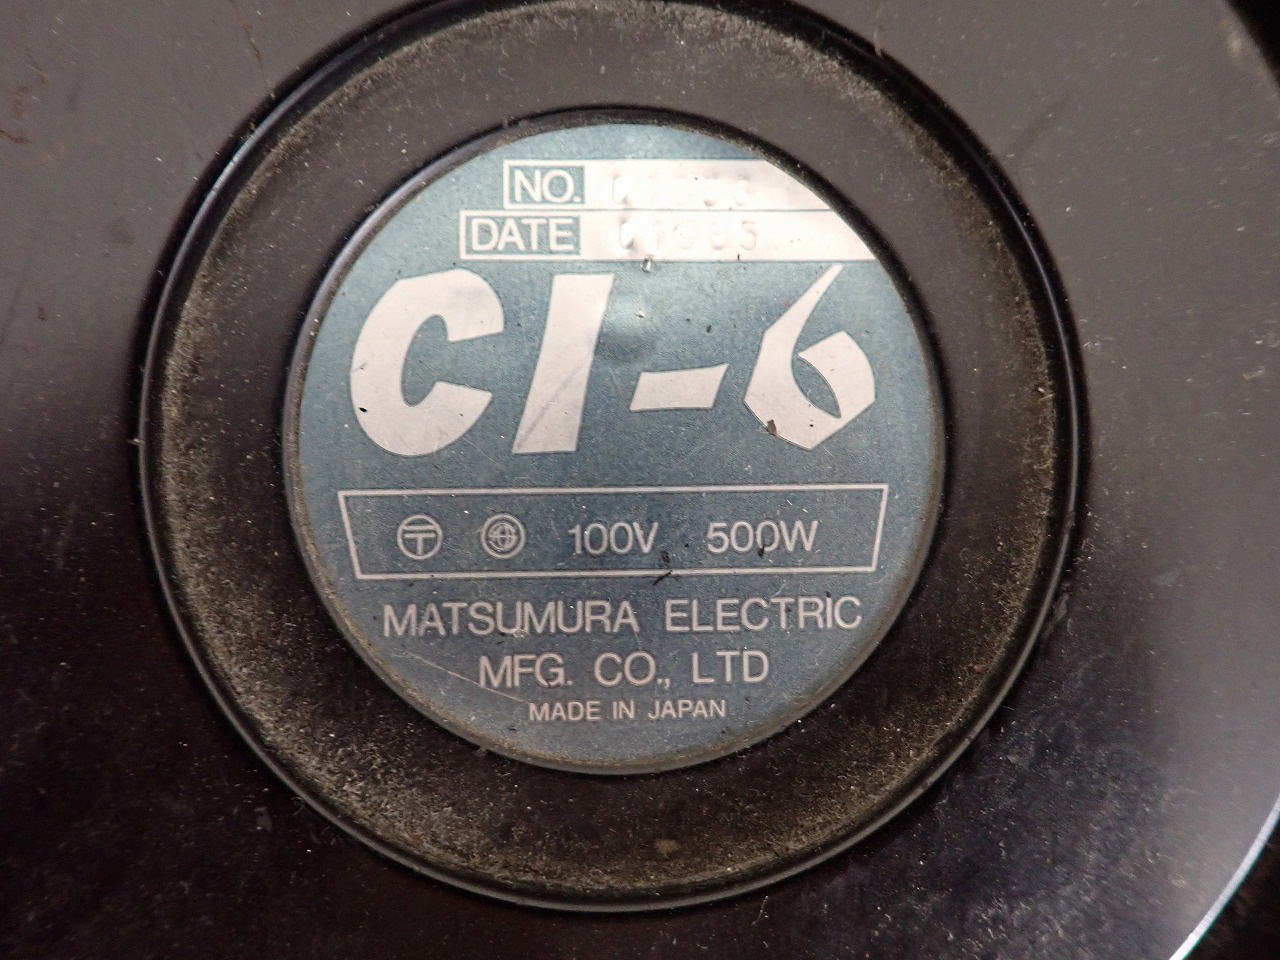 NO.
DATE
CI-6
100V 500W
MATSUMURA ELECTRIC
MFG. CO., LTD
MADE IN JAPAN